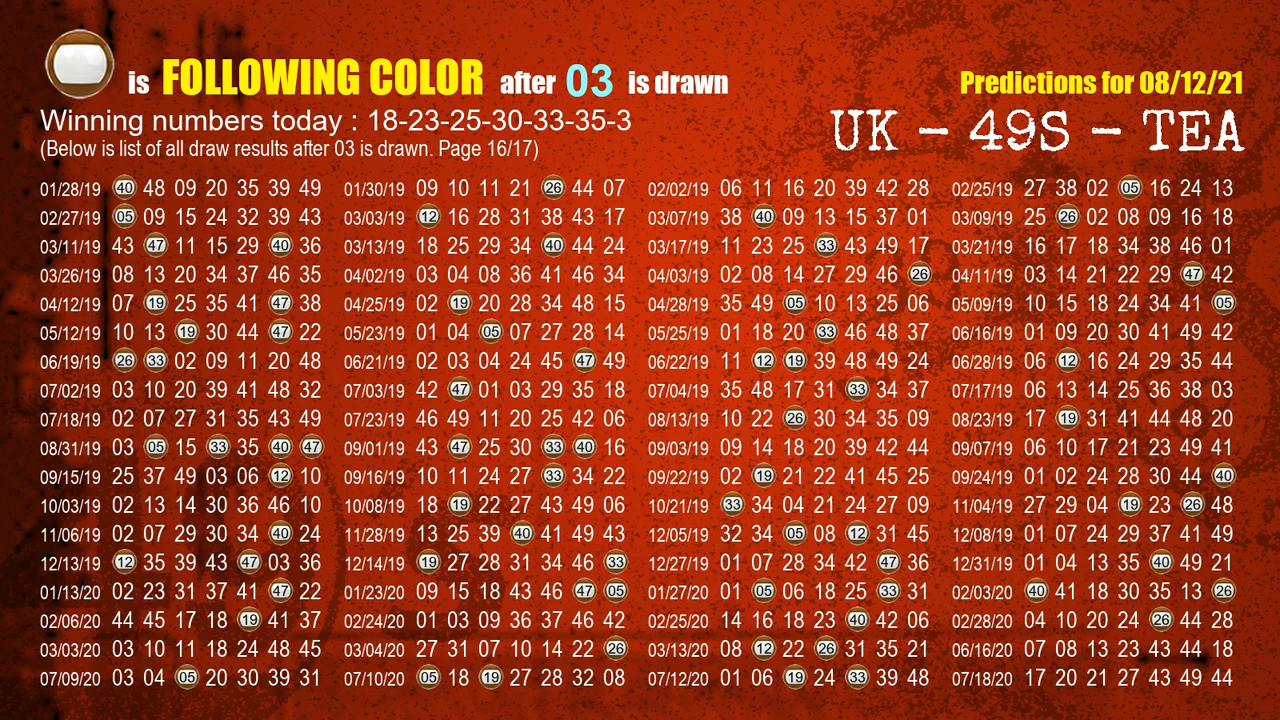 is FOLLOWING COLOR after 03 is drawn
Predictions for 08/12/21
Winning numbers today : 18-23-25-30-33-35-3
UK - 49S - TEA
(Below is list of all draw results after 03 is drawn. Page 16/17)
01/28/19 40 48 09 20 35 39 49 01/30/19 09 10 11 21 26 44 07 02/02/19 06 11 16 20 39 42 28 02/25/19 27 38 02 05 16 24 13
02/27/19 05 09 15 24 32 39 43 03/03/19 12 16 28 31 38 43 17 03/07/19 38 40 09 13 15 37 01 03/09/19 25 26 02 08 09 16 18
03/11/19 43 47 11 15 29 40 36 03/13/19 18 25 29 34 40 44 24 03/17/19 11 23 25 33 43 49 17 03/21/19 16 17 18 34 38 46 01
03/26/19 08 13 20 34 37 46 35 04/02/19 03 04 08 36 41 46 34 04/03/19 02 08 14 27 29 46 26 04/11/19 03 14 21 22 29 47 42
04/12/19 07 19 25 35 41 47 38 04/25/19 02 19 20 28 34 48 15 04/28/19 35 49 05 10 13 25 06 05/09/19 10 15 18 24 34 41 05
05/12/19 10 13 19 30 44 47 22 05/23/19 01 04 05 07 27 28 14 05/25/19 01 18 20 33 46 48 37 06/16/19 01 09 20 30 41 49 42
06/19/19 26 33 02 09 11 20 48 06/21/19 02 03 04 24 45 47 49 06/22/19 11 12 19 39 48 49 24 06/28/19 06 12 16 24 29 35 44
07/02/19 03 10 20 39 41 48 32 07/03/19 42 47 01 03 29 35 18 07/04/19 35 48 17 31 33 34 37 07/17/19 06 13 14 25 36 38 03
07/18/19 02 07 27 31 35 43 49 07/23/19 46 49 11 20 25 42 06 08/13/19 10 22 26 30 34 35 09 08/23/19 17 19 31 41 44 48 20
08/31/19 03 05 15 33 35 40 47 09/01/19 43 47 25 30 33 40 16 09/03/19 09 14 18 20 39 42 44 09/07/19 06 10 17 21 23 49 41
09/15/19 25 37 49 03 06 12 10 09/16/19 10 11 24 27 33 34 22 09/22/19 02 19 21 22 41 45 25 09/24/19 01 02 24 28 30 44 40
10/03/19 02 13 14 30 36 46 10 10/08/19 18 19 22 27 43 49 06 10/21/19 33 34 04 21 24 27 09 11/04/19 27 29 04 19 23 26 48
11/06/19 02 07 29 30 34 40 24 11/28/19 13 25 39 40 41 49 43 12/05/19 32 34 05 08 12 31 45 12/08/19 01 07 24 29 37 41 49
12/13/19 12 35 39 43 47 03 36 12/14/19 19 27 28 31 34 46 33 12/27/19 01 07 28 34 42 47 36 12/31/19 01 04 13 35 40 49 21
01/13/20 02 23 31 37 41 47 22 01/23/20 09 15 18 43 46 47 05 01/27/20 01 05 06 18 25 33 31 02/03/20 40 41 18 30 35 13 26
02/06/20 44 45 17 18 19 41 37 02/24/20 01 03 09 36 37 46 42 02/25/20 14 16 18 23 40 42 06 02/28/20 04 10 20 24 26 44 28
03/03/20 03 10 11 18 24 48 45 03/04/20 27 31 07 10 14 22 26 03/13/20 08 12 22 26 31 35 21 06/16/20 07 08 23 43 44 44 18
07/09/20 03 04 05 20 30 39 31 07/10/20 05 18 19 27 28 32 08 07/12/20 01 06 19 24 33 39 48 07/18/20 17 20 21 27 43 49 44